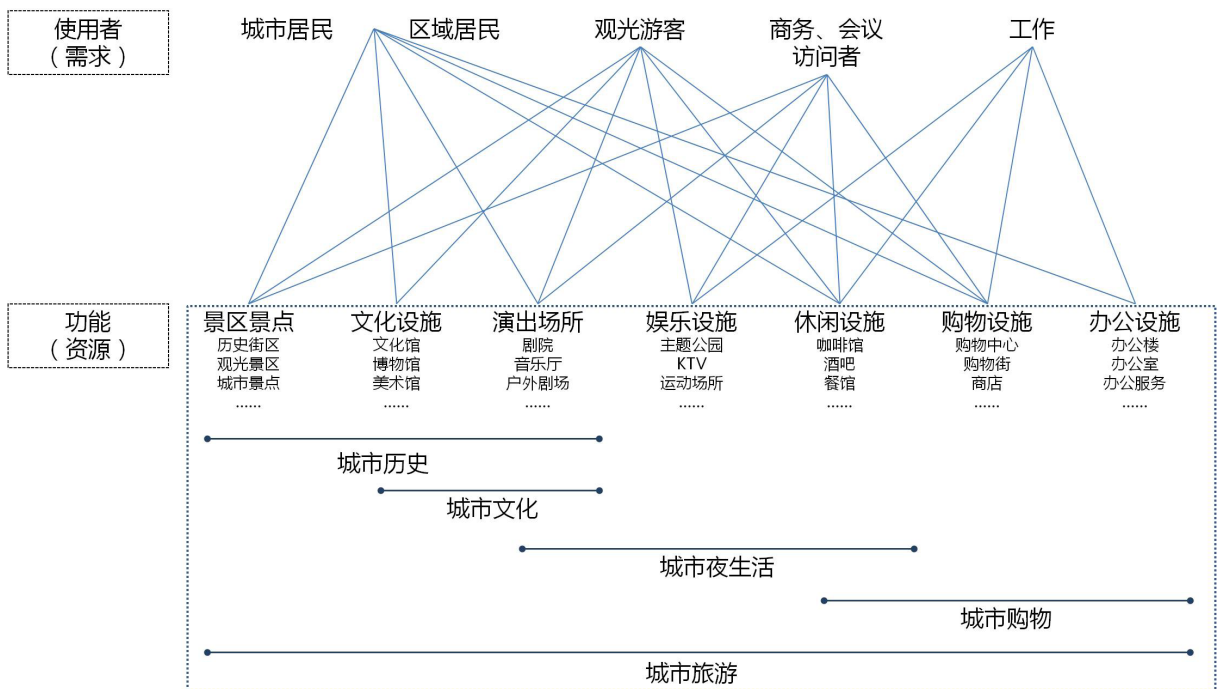 使用者
（需求）
城市居民
区域居民
观光游客
商务、会议
访问者
工作
功能
（资源）
景区景点
历史街区
观光景区
城市景点
……
文化设施
文化馆
博物馆
美术馆
……
演出场所
剧院
音乐厅
户外剧场
……
娱乐设施
主题公园
KTV
运动场所
……
休闲设施
咖啡馆
酒吧
餐馆
……
购物设施
购物中心
购物街
商店
……
办公设施
办公楼
办公室
办公服务
……
城市历史
城市文化
城市夜生活
城市购物
城市旅游